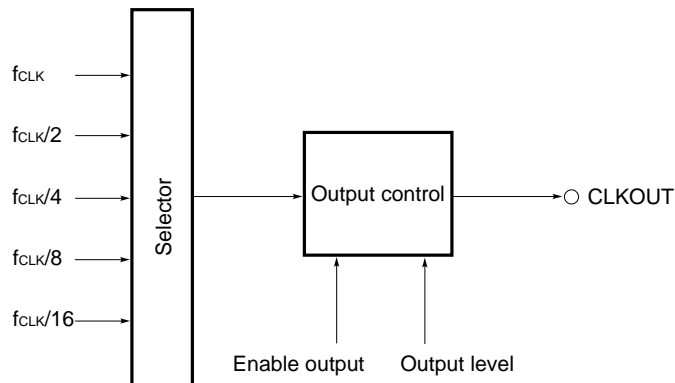 fCLK
fCLK/2
fCLK/4
fCLK/8
fCLK/16
Selector
Output control
CLKOUT
Enable output
Output level